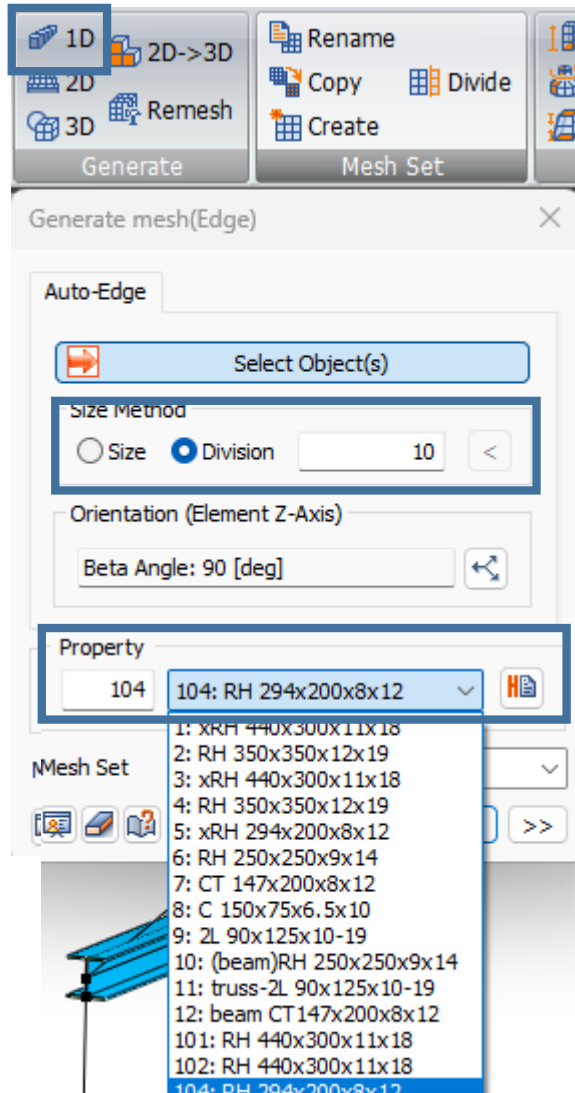 1D
2D->3D
2D
Remesh
3D
Generate
Rename
Copy
Divide
Create
Mesh Set
Generate mesh(Edge)
Auto-Edge
Select Object(s)
Size Method
Size
Division
10
<
Orientation (Element Z-Axis)
Beta Angle: 90 [deg]
Property
104
104: RH 294x200x8x12
1: xRH 440x300x11x18
Mesh Set
2: RH 350x350x12x19
3: xRH 440x300x11x18
4: RH 350x350x12x19
>>
5: xRH 294x200x8x12
6: RH 250x250x9x14
7: CT 147x200x8x12
8: C 150x75x6.5x10
9: 2L 90x125x10-19
10: (beam)RH 250x250x9x14
11: truss-2L 90x125x10-19
12: beam CT147x200x8x12
101: RH 440x300x11x18
102: RH 440x300x11x18
104: RH 294x200x8x12